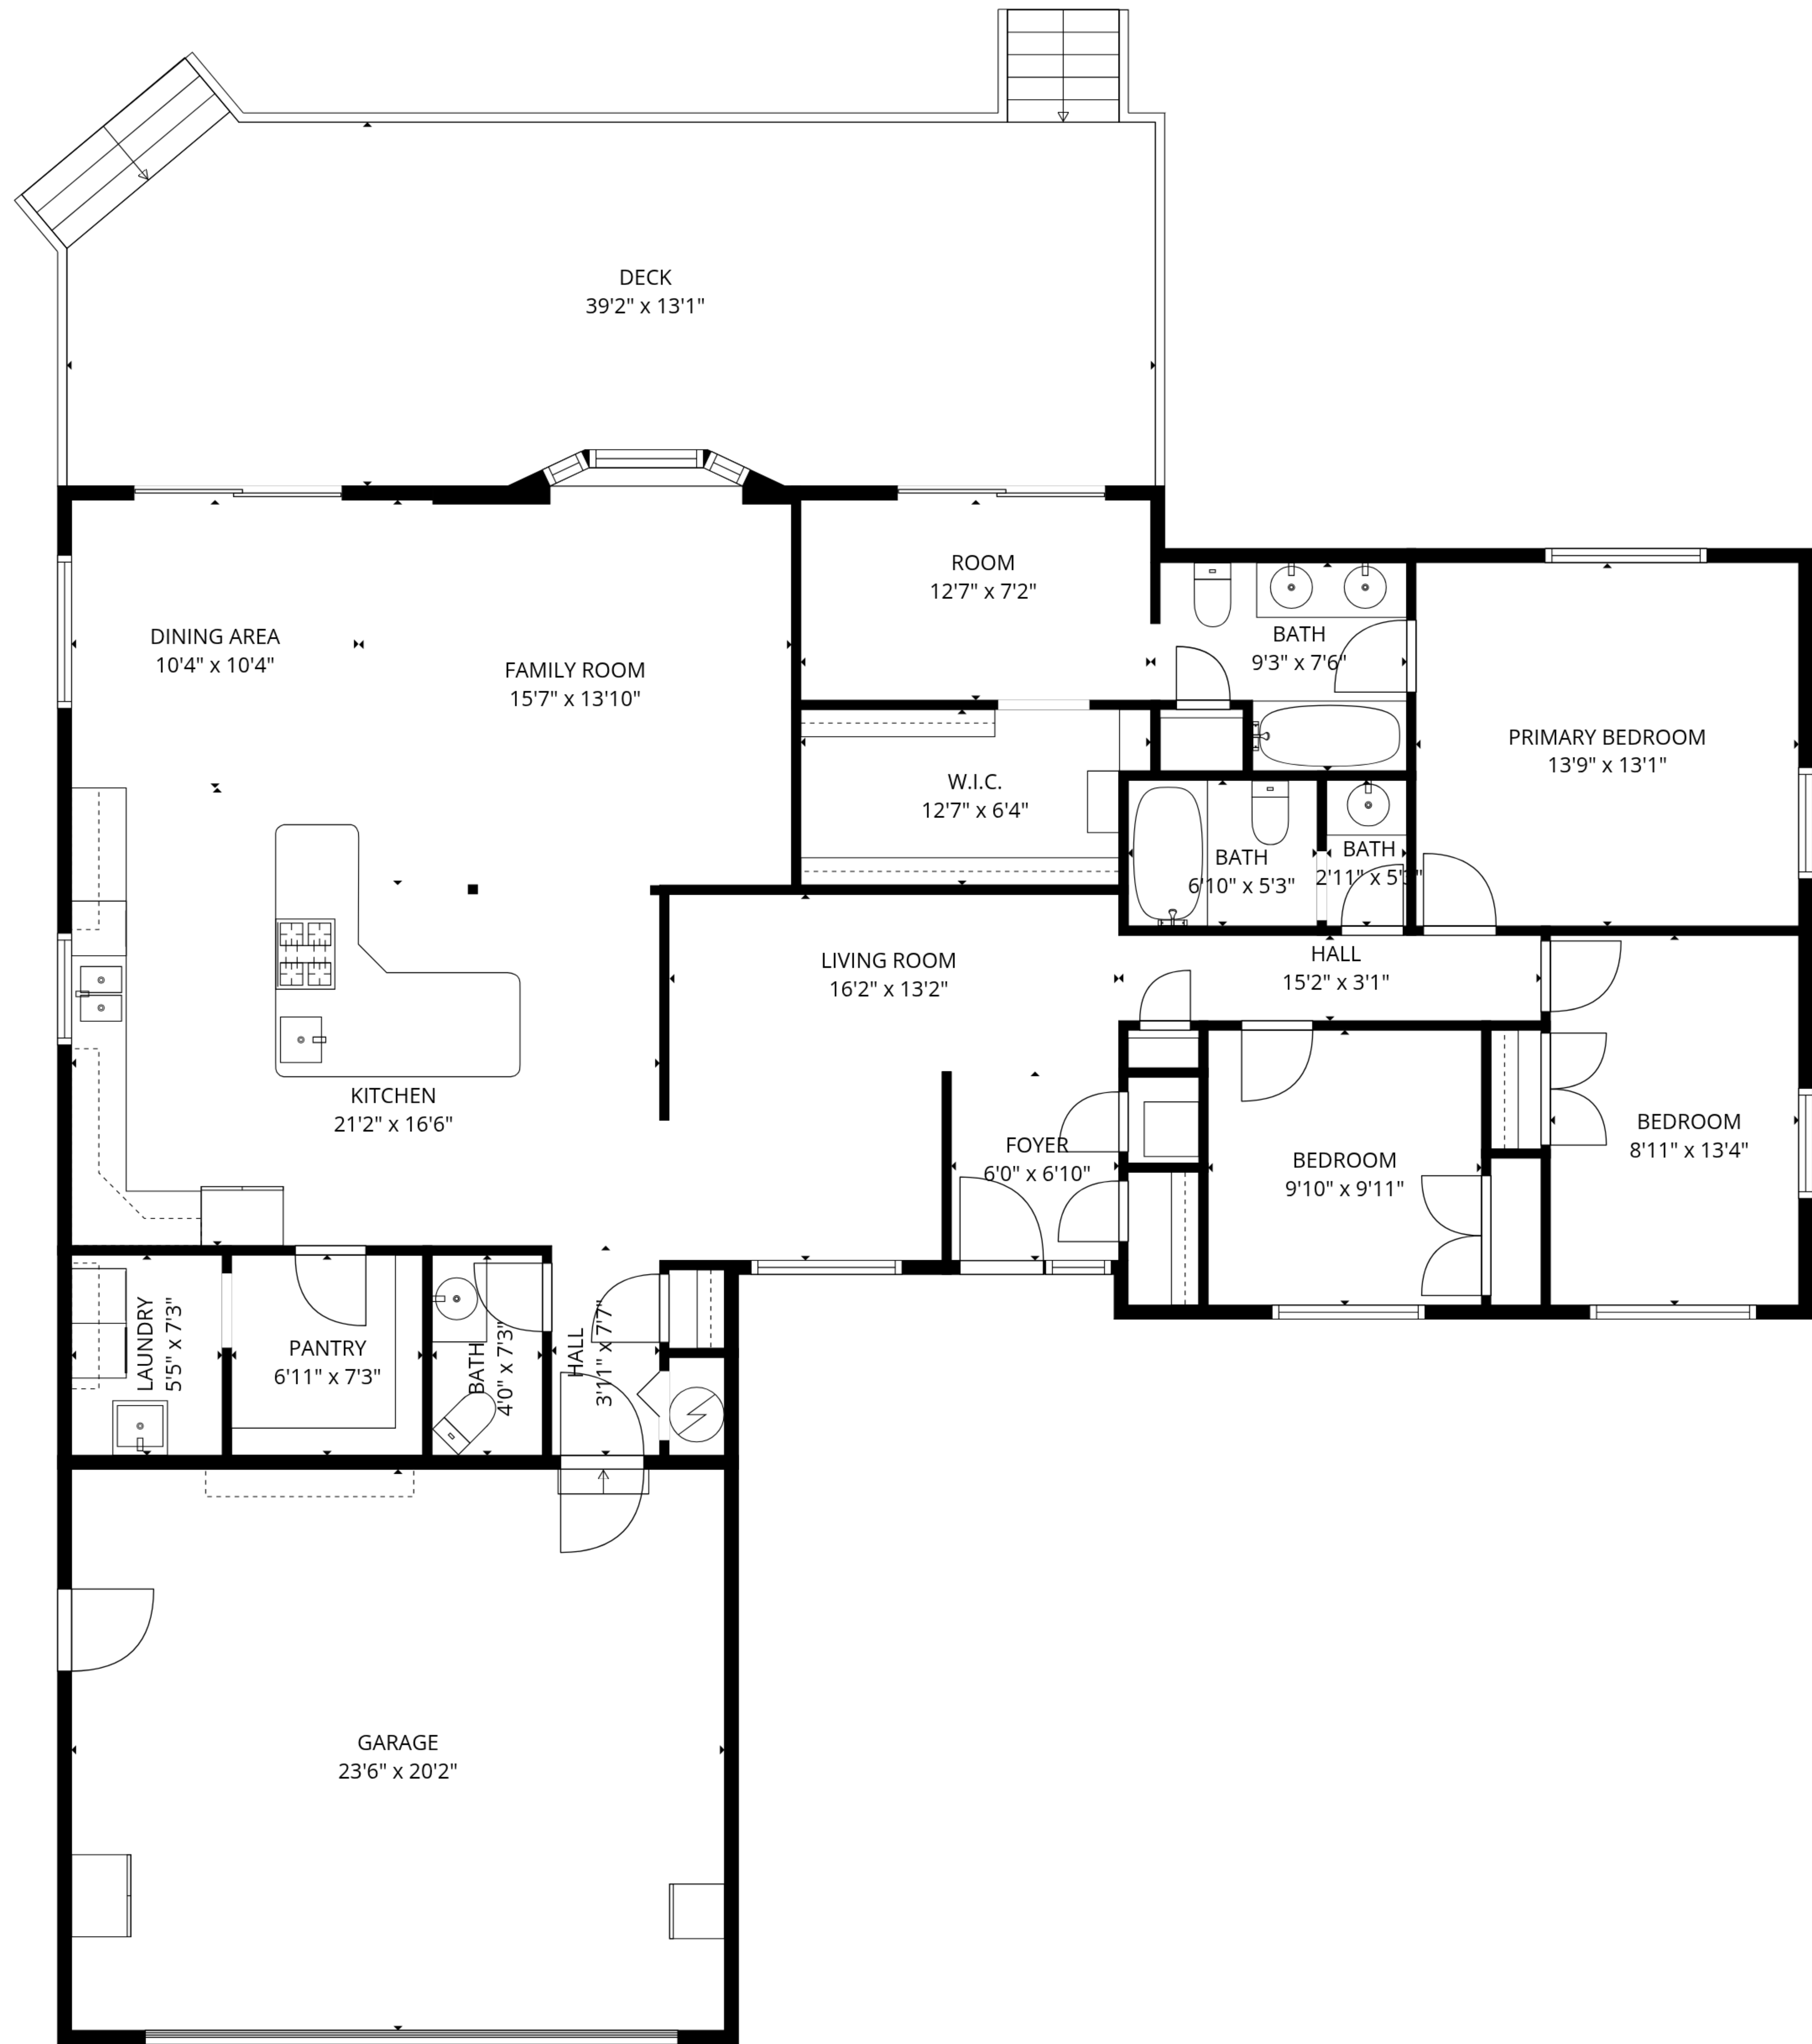 DECK
39'2" x 13'1"
ROOM
12'7" x 7'2"
BATH
9'3" x 7'6"
DINING AREA
10'4" x 10'4"
FAMILY ROOM
15'7" x 13'10"
PRIMARY BEDROOM
13'9" x 13'1"
W.I.C.
12'7" x 6'4"
BATH
6'10" x 5'3"
BATH
2'11" x 5'3"
LIVING ROOM
16'2" x 13'2"
HALL
15'2" x 3'1"
KITCHEN
21'2" x 16'6"
FOYER
6'0" x 6'10"
BEDROOM
9'10" x 9'11"
BEDROOM
8'11" x 13'4"
LAUNDRY
5'5" x 7'3"
PANTRY
6'11" x 7'3"
BATH
4'0" x 7'3"
HALL
3'11" x 7'7"
GARAGE
23'6" x 20'2"